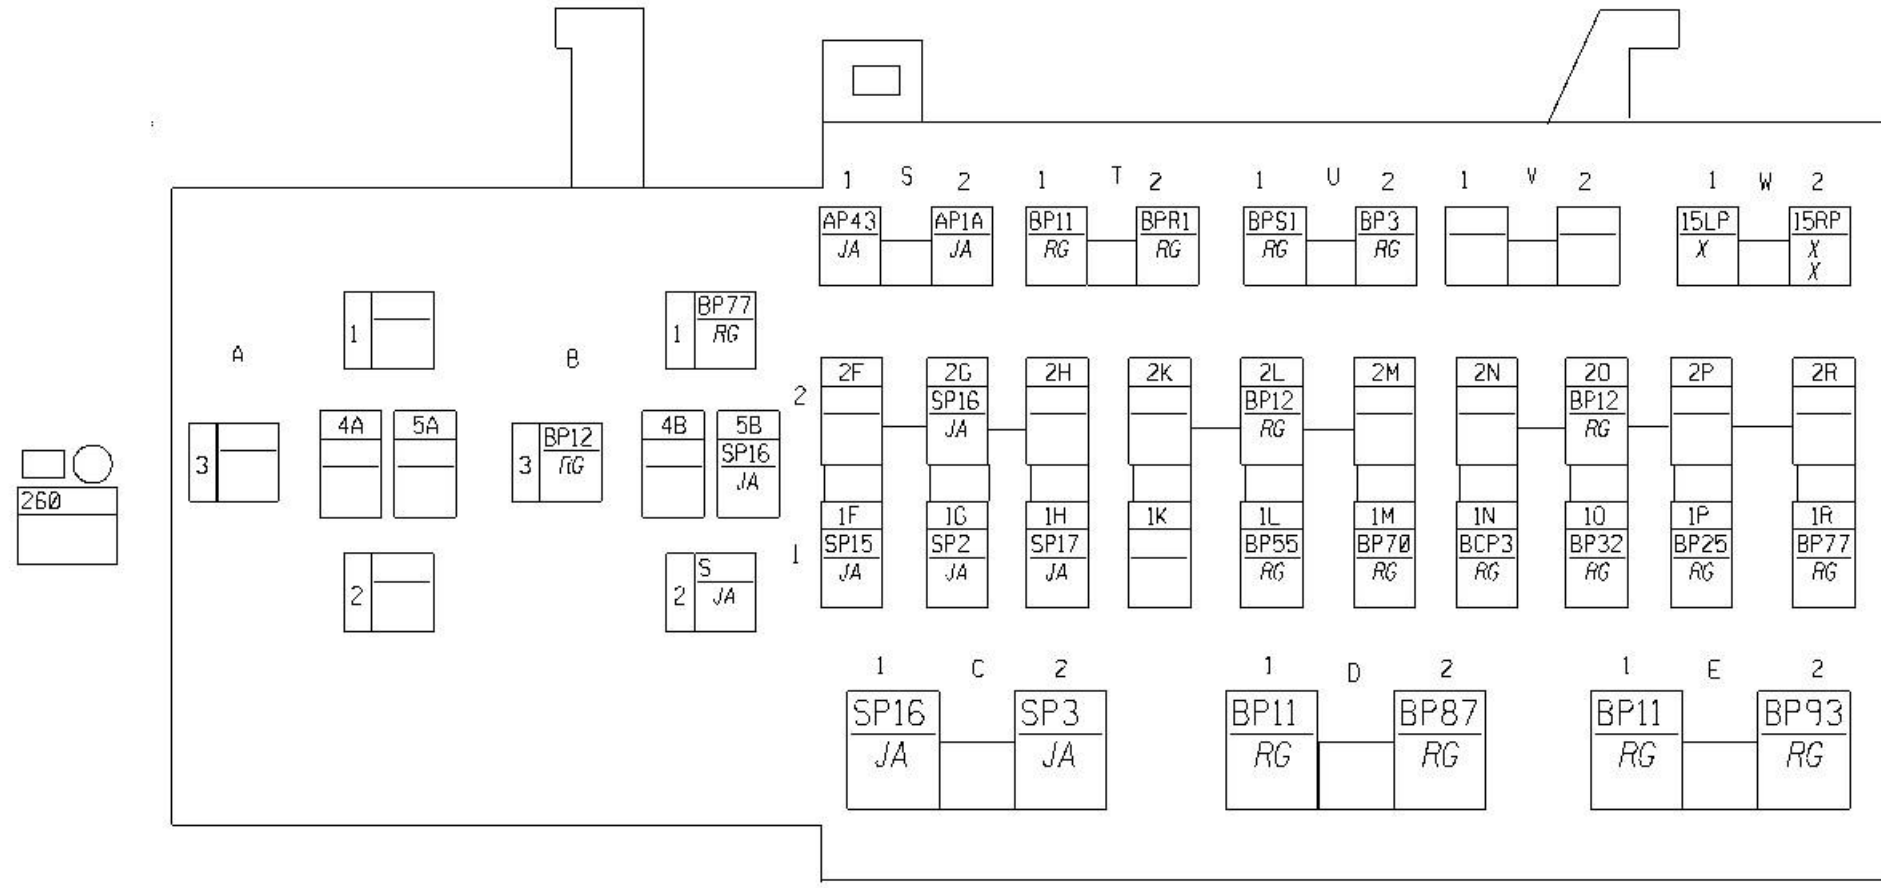 1 S 2 1 T 2 1 U 2 1 V 2 1 W 2
AP43 AP1A BP11 BPR1 BPS1 BP3 15LP 15RP
JA JA RG RG RG RG X X
X
1 1 BP77
RG
A B
2F 2G 2H 2K 2L 2M 2N 2O 2P 2R
2
SP16 BP12 BP12
JA RG RG
4A 5A 4B 5B
3 3 BP12 SP16
RG JA
260
1F 1G 1H 1K 1L 1M 1N 1O 1P 1R
1
SP15 SP2 SP17 BP55 BP70 BCP3 BP32 BP25 BP77
JA JA JA RG RG RG RG RG RG
2 2 S
JA
1 C 2 1 D 2 1 E 2
SP16 SP3 BP11 BP87 BP11 BP93
JA JA RG RG RG RG